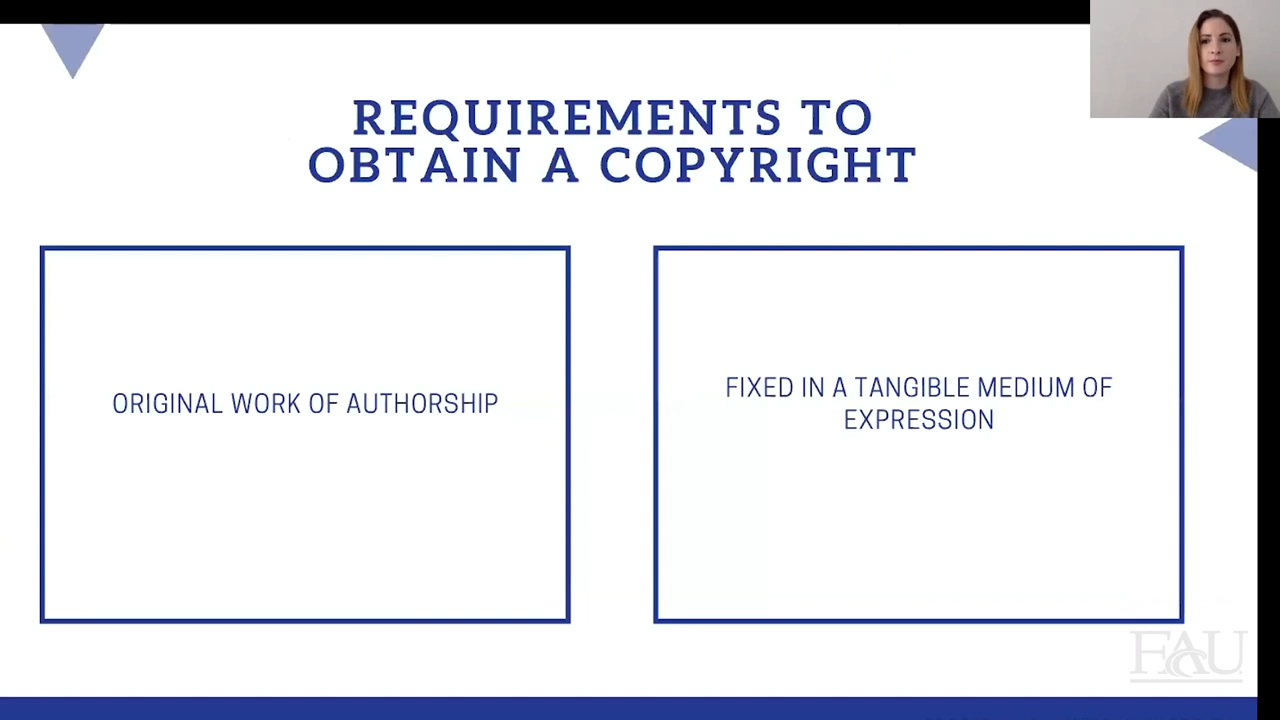 REQUIREMENTS TO
OBTAIN A COPYRIGHT
ORIGINAL WORK OF AUTHORSHIP
FIXED IN A TANGIBLE MEDIUM OF
EXPRESSION
FAU